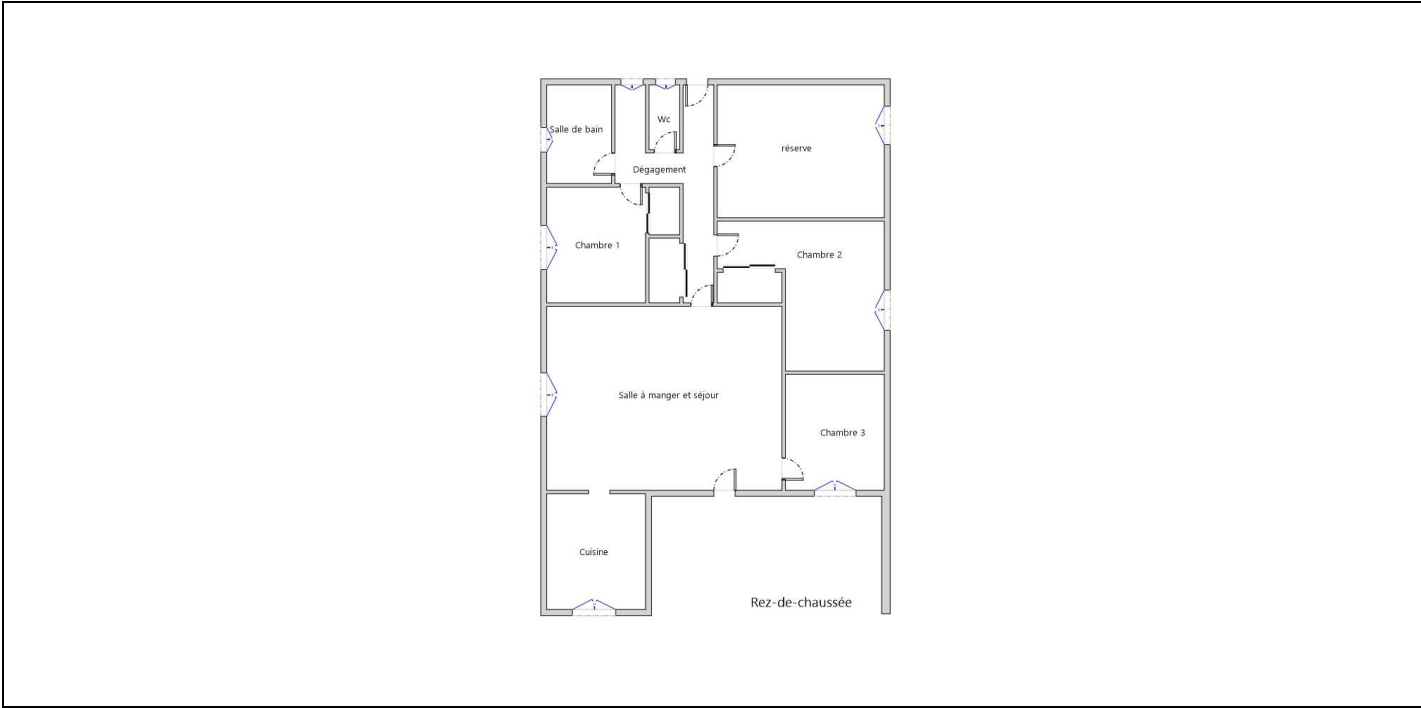 Wc
Salle de bain
réserve
Dégagement
Chambre 1
Chambre 2
Salle à manger et séjour
Chambre 3
Cuisine
Rez-de-chaussée